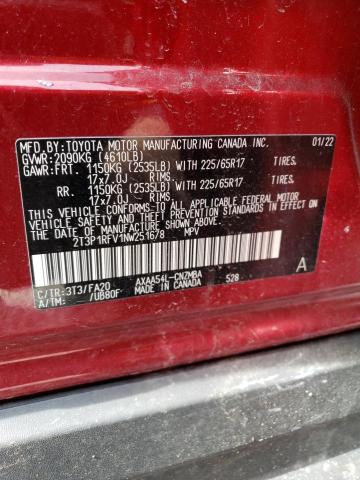 MFD.BY:TOYOTA MOTOR MANUFACTURING CANADA INC. 01/22
GVWR:2090KG (4610LB)
GAWR:FRT. 1150KG (2535LB) WITH 225/65R17 TIRES,
17x7.0J RIMS
RR. 1150KG (2535LB) WITH 225/65R17 TIRES,
17x7.0J RIMS
THIS VEHICLE CONFORMS TO ALL APPLICABLE FEDERAL MOTOR
VEHICLE SAFETY AND BUMPER STANDARDS IN EFFECT ON THE DATE
OF MANUFACTURE SHOWN ABOVE.
2T3P1RFV1NW251678 MPV
C/TR:3T3/FA20 AXAA54L-CNZMBA 528 A
A/TM: /UB80F MADE IN CANADA